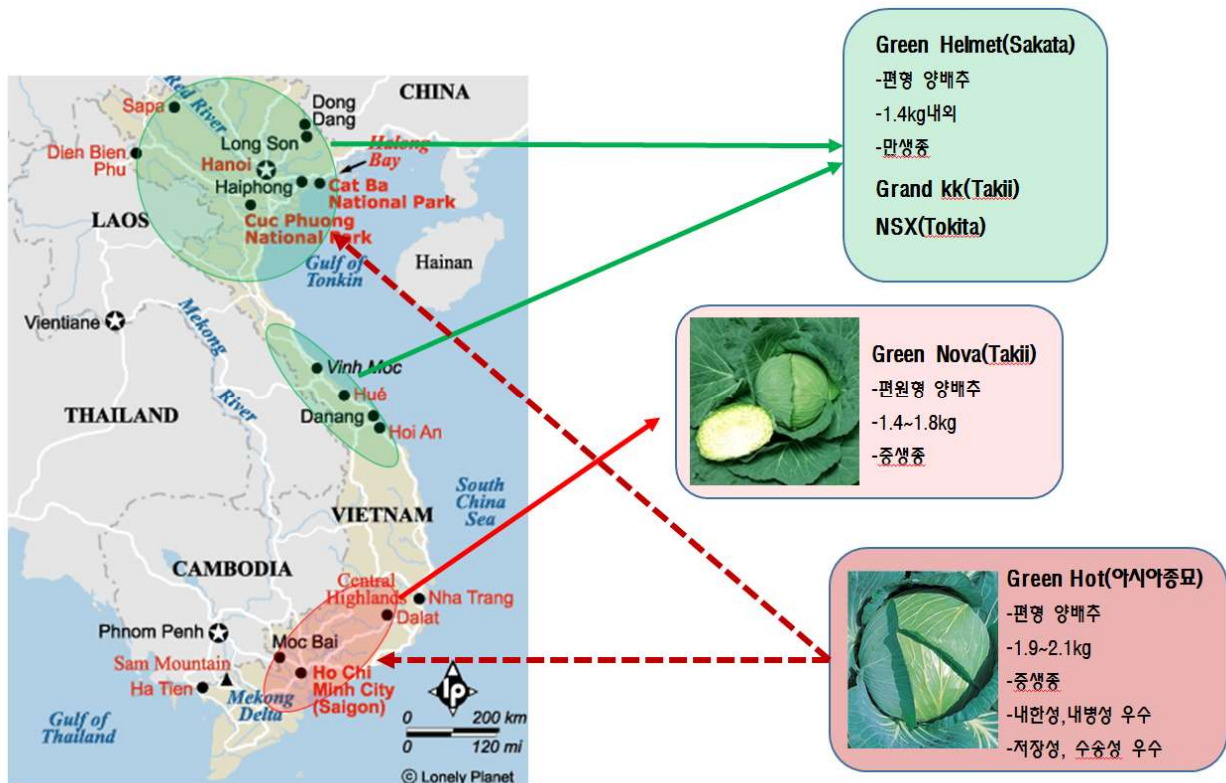 CHINA
Red River
Sapa
Dong
Dang
Long Son
Halong
Bay
Dien Bien
Phu
Hanoi
Haiphong
Cat Ba
National Park
LAOS
Cuc Phuong
National Park
Gulf of
Tonkin
Hainan
Vientiane
Mekong
River
Vinh Moc
THAILAND
Hué
Danang
Hoi An
South
China
Sea
VIETNAM
CAMBODIA
Central
Highlands
Nha Trang
Dalat
Phnom Penh
Moc Bai
Sam Mountain
Ho Chi
Minh City
(Saigon)
Ha Tien
Mekong
Delta
Gulf of
Thailand
lp
0 200 km
0 120 mi
© Lonely Planet
Green Helmet(Sakata)
-편형 양배추
-1.4kg내외
-만생종
Grand kk(Takii)
NSX(Tokita)
Green Nova(Takii)
-편원형 양배추
-1.4~1.8kg
-중생종
Green Hot(아시아종묘)
-편형 양배추
-1.9~2.1kg
-중생종
-내한성,내병성 우수
-저장성, 수송성 우수